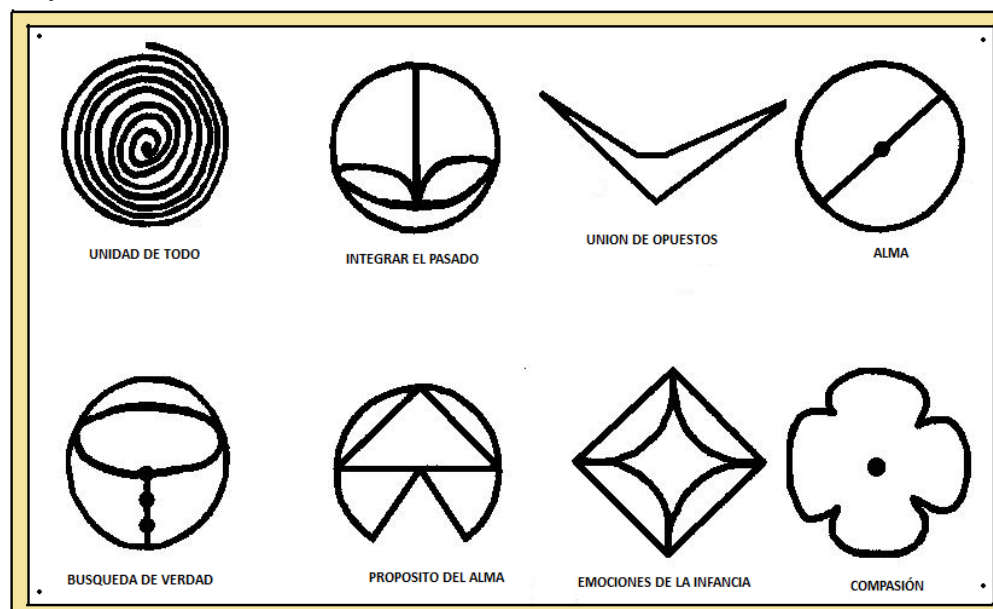 UNIDAD DE TODO
INTEGRAR EL PASADO
UNION DE OPUESTOS
ALMA
BUSQUEDA DE VERDAD
PROPOSITO DEL ALMA
EMOCIONES DE LA INFANCIA
COMPASIÓN